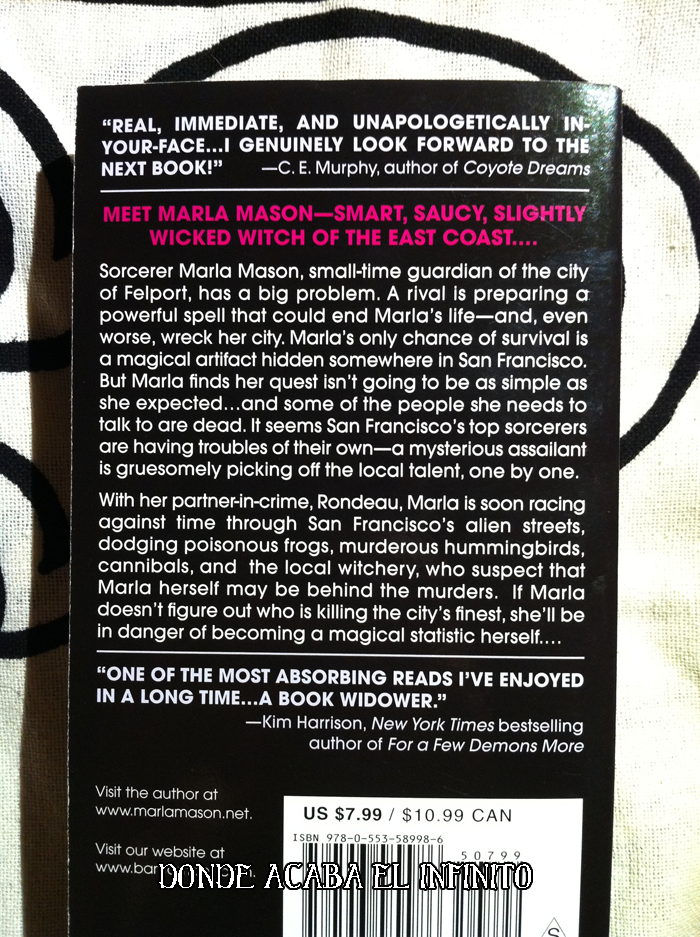 “REAL, IMMEDIATE, AND UNAPOLOGETICALLY IN-
YOUR-FACE...I GENUINELY LOOK FORWARD TO THE
NEXT BOOK!” —C. E. Murphy, author of Coyote Dreams
MEET MARLA MASON—SMART, SAUCY, SLIGHTLY
WICKED WITCH OF THE EAST COAST....
Sorcerer Marla Mason, small-time guardian of the city
of Felport, has a big problem. A rival is preparing a
powerful spell that could end Marla’s life—and, even
worse, wreck her city. Marla’s only chance of survival is
a magical artifact hidden somewhere in San Francisco.
But Marla finds her quest isn’t going to be as simple as
she expected...and some of the people she needs to
talk to are dead. It seems San Francisco’s top sorcerers
are having troubles of their own—a mysterious assailant
is gruesomely picking off the local talent, one by one.
With her partner-in-crime, Rondeau, Marla is soon racing
against time through San Francisco’s alien streets,
dodging poisonous frogs, murderous hummingbirds,
cannibals, and the local witchery, who suspect that
Marla herself may be behind the murders. If Marla
doesn’t figure out who is killing the city’s finest, she’ll be
in danger of becoming a magical statistic herself....
“ONE OF THE MOST ABSORBING READS I’VE ENJOYED
IN A LONG TIME...A BOOK WIDOWER.”
—Kim Harrison, New York Times bestselling
author of For a Few Demons More
Visit the author at
www.marlamason.net.
Visit our website at
US $7.99 / $10.99 CAN
ISBN 978-0-553-58998-6
50799
S
DONDE ACABA EL INFINITO